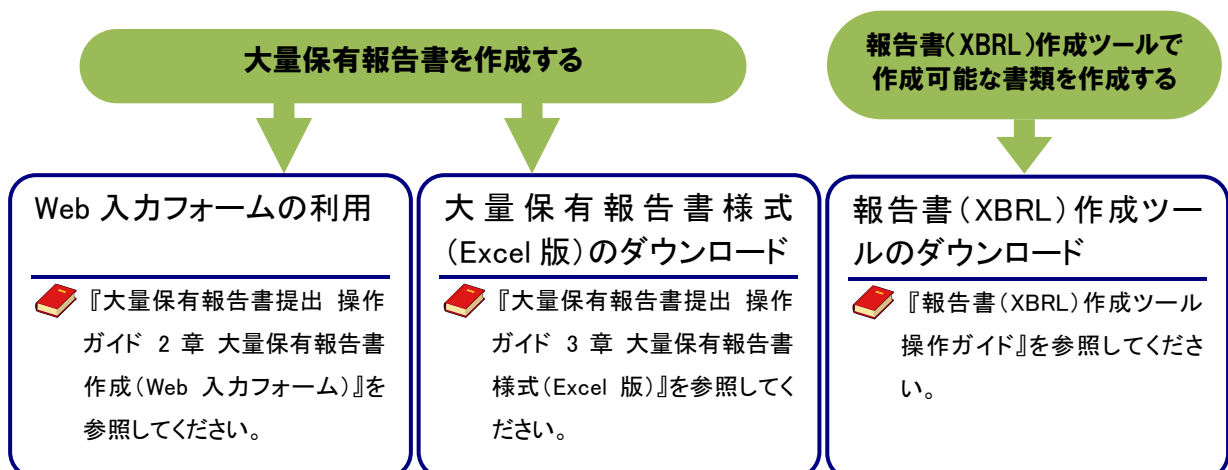 大量保有報告書を作成する
報告書(XBRL)作成ツールで
作成可能な書類を作成する
Web 入力フォームの利用
『大量保有報告書提出 操作
ガイド 2 章 大量保有報告書
作成(Web 入力フォーム)』を
参照してください。
大量保有報告書様式
(Excel 版)のダウンロード
『大量保有報告書提出 操作
ガイド 3 章 大量保有報告書
様式(Excel 版)』を参照してく
ださい。
報告書(XBRL)作成ツー
ルのダウンロード
『報告書(XBRL)作成ツール
操作ガイド』を参照してくださ
い。